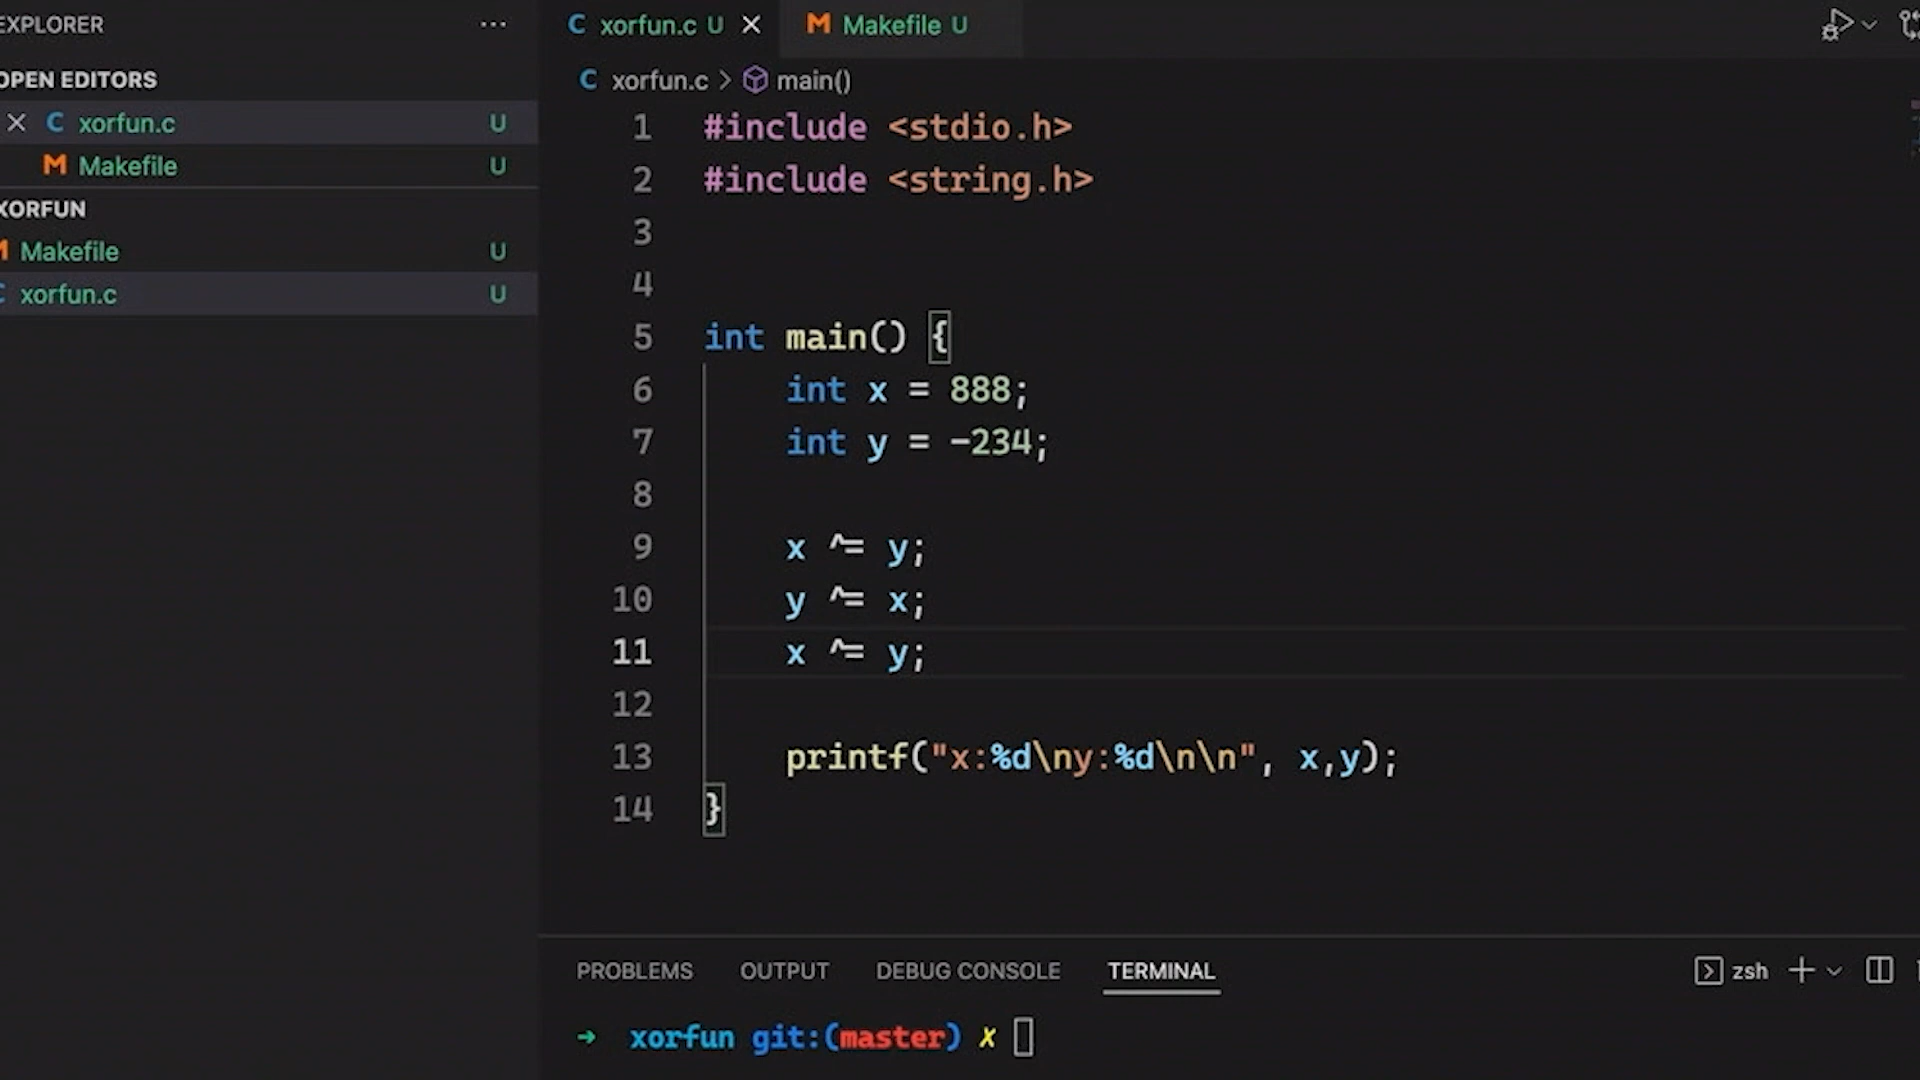 EXPLORER ···
OPEN EDITORS
C xorfun.c U
M Makefile U
XORFUN
M Makefile U
C xorfun.c U
C xorfun.c U M Makefile U
C xorfun.c > main()
1 #include <stdio.h>
2 #include <string.h>
3
4
5 int main() {
6 int x = 888;
7 int y = -234;
8
9 x ^= y;
10 y ^= x;
11 x ^= y;
12
13 printf("x:%d\ny:%d\n\n", x,y);
14 }
PROBLEMS OUTPUT DEBUG CONSOLE TERMINAL zsh
→ xorfun git:(master) ✗